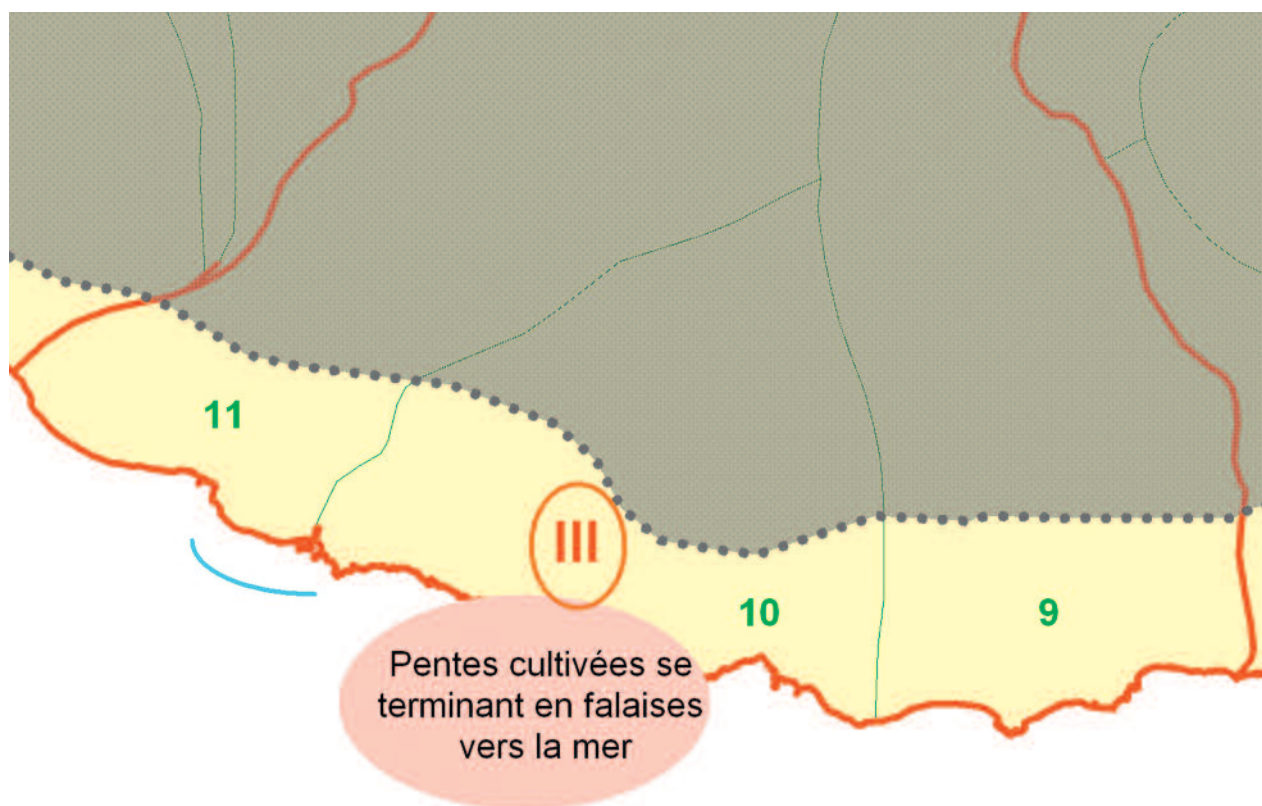 11
III
10
9
Pentes cultivées se
terminant en falaises
vers la mer